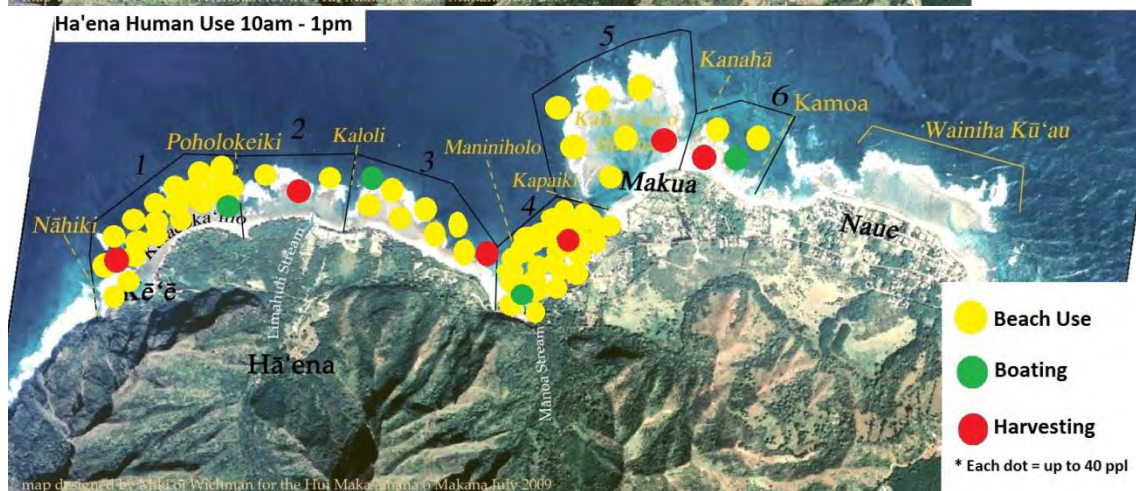 Ha'ena Human Use 10am - 1pm
5
Kanahā
6
Kamoa
Poholokeiki
2
Kaloli
Wainiha Kū'au
1
3
Maniniholo
Kapaiki
Makua
4
Nāhiki
Naue
Kē'ē
Limahuli Stream
Hā'ena
Mānoa Stream
Beach Use
Boating
Harvesting
* Each dot = up to 40 ppl
map designed by Wichman for the Hui Maka'āinana o Makana July 2009